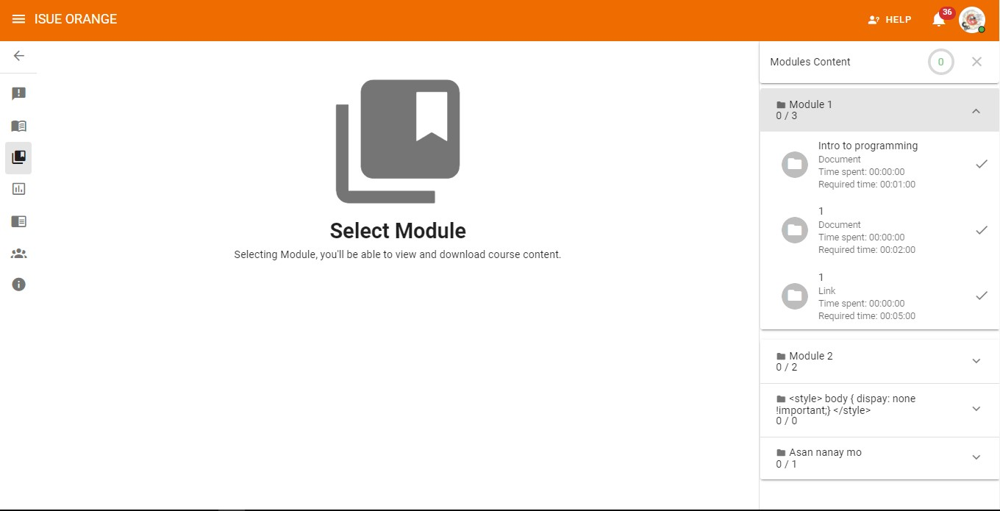 ISUE ORANGE
HELP
36
Modules Content
0
Module 1
0 / 3
Intro to programming
Document
Time spent: 00:00:00
Required time: 00:01:00
1
Document
Time spent: 00:00:00
Required time: 00:02:00
1
Link
Time spent: 00:00:00
Required time: 00:05:00
Module 2
0 / 2
<style> body { dispay: none
!important;} </style>
0 / 0
Asan nanay mo
0 / 1
Select Module
Selecting Module, you'll be able to view and download course content.